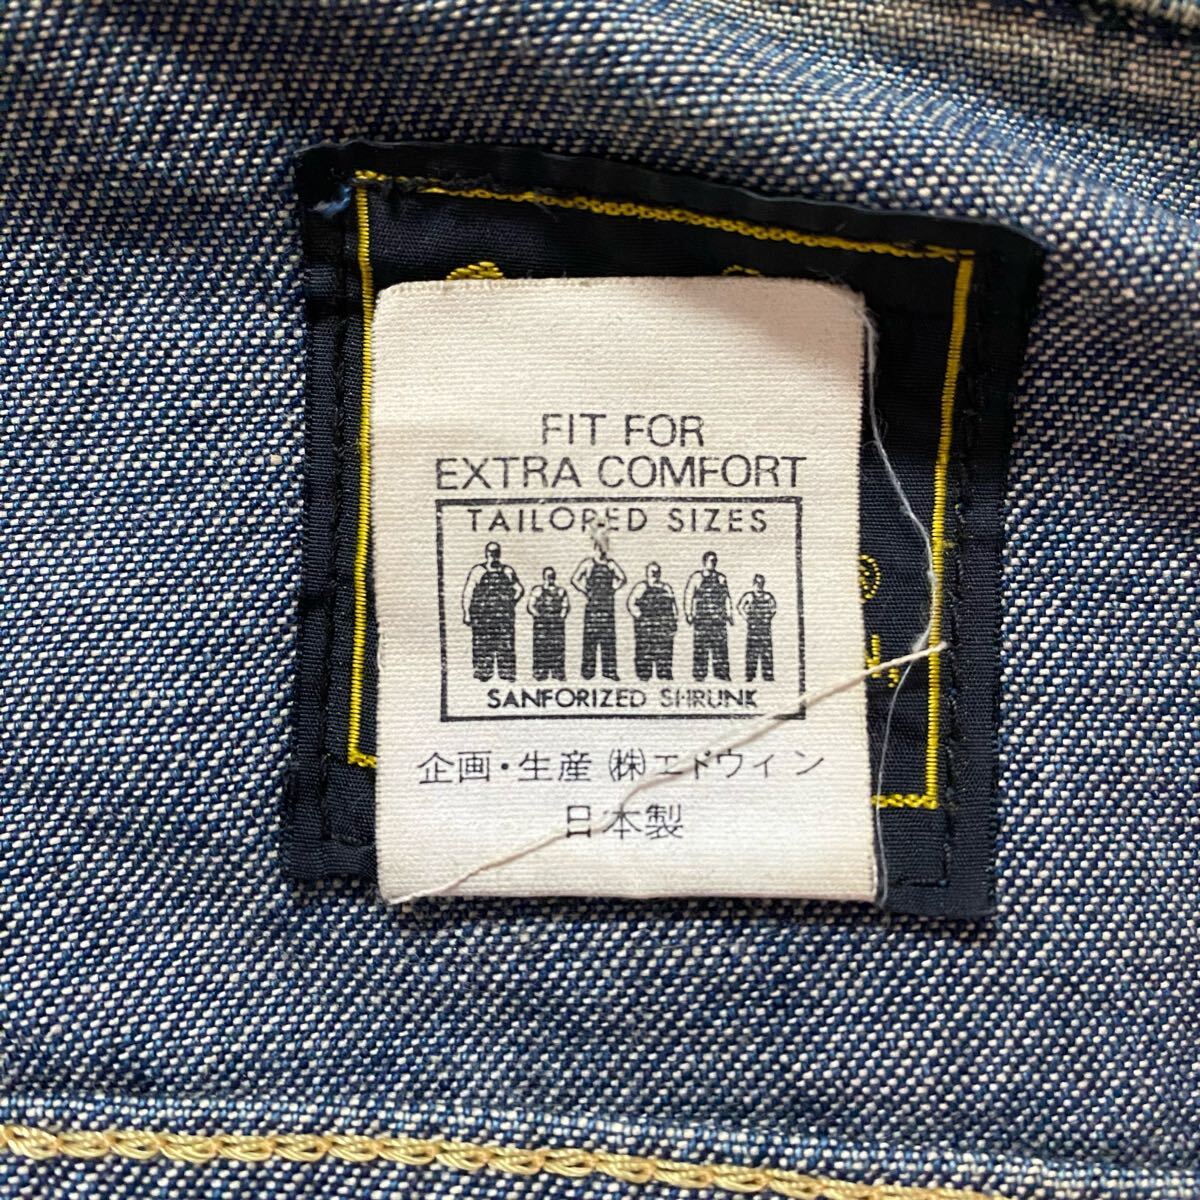 FIT FOR
EXTRA COMFORT
TAILORED SIZES
SANFORIZED SHRUNK
企画・生産 ㈱エドウィン
日本製